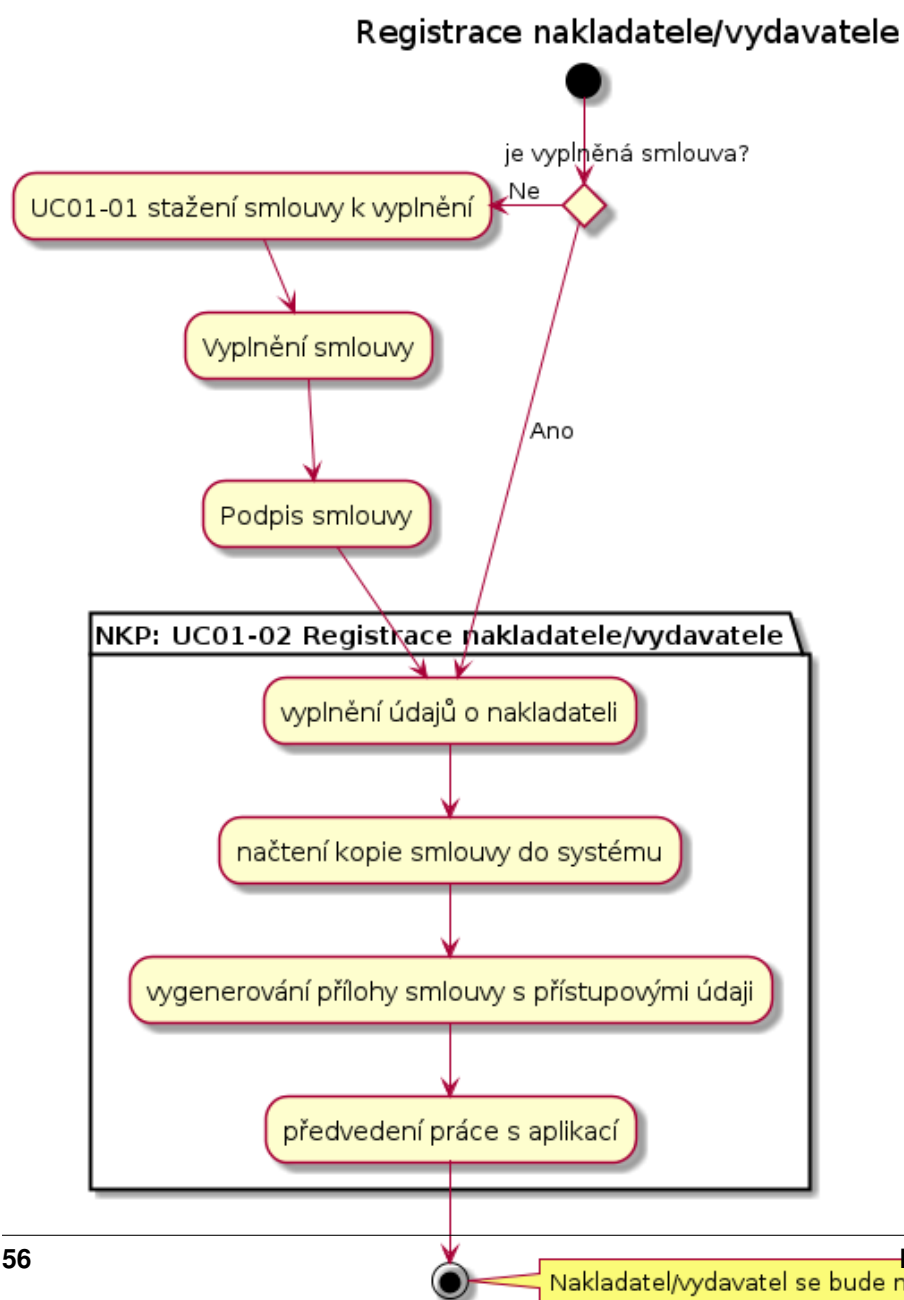 Registrace nakladatele/vydavatele
je vyplněná smlouva?
Ne
UC01-01 stažení smlouvy k vyplnění
Vyplnění smlouvy
Ano
Podpis smlouvy
NKP: UC01-02 Registrace nakladatele/vydavatele
vyplnění údajů o nakladateli
načtení kopie smlouvy do systému
vygenerování přílohy smlouvy s přístupovými údaji
předvedení práce s aplikací
56
Nakladatel/vydavatel se bude